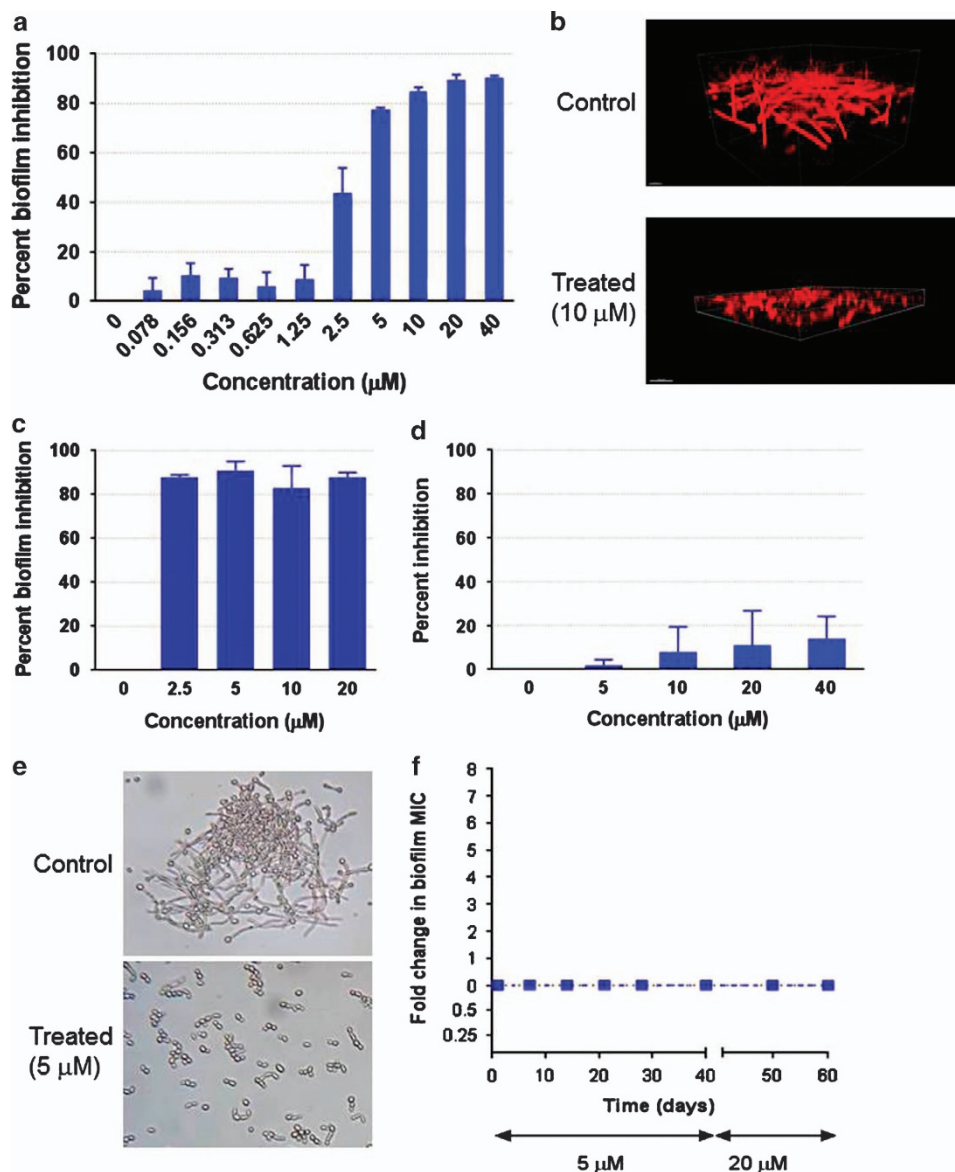 a
Percent biofilm inhibition
100
80
60
40
20
0
0
0.078
0.156
0.313
0.625
1.25
2.5
5
10
20
40
Concentration (μM)
b
Control
Treated
(10 μM)
c
Percent biofilm inhibition
100
80
60
40
20
0
0
2.5
5
10
20
Concentration (μM)
d
Percent inhibition
100
80
60
40
20
0
0
5
10
20
40
Concentration (μM)
e
Control
Treated
(5 μM)
f
Fold change in biofilm MIC
8
7
6
5
4
3
2
1
0
0.5
0.25
0
10
20
30
40
50
60
Time (days)
5 μM
20 μM